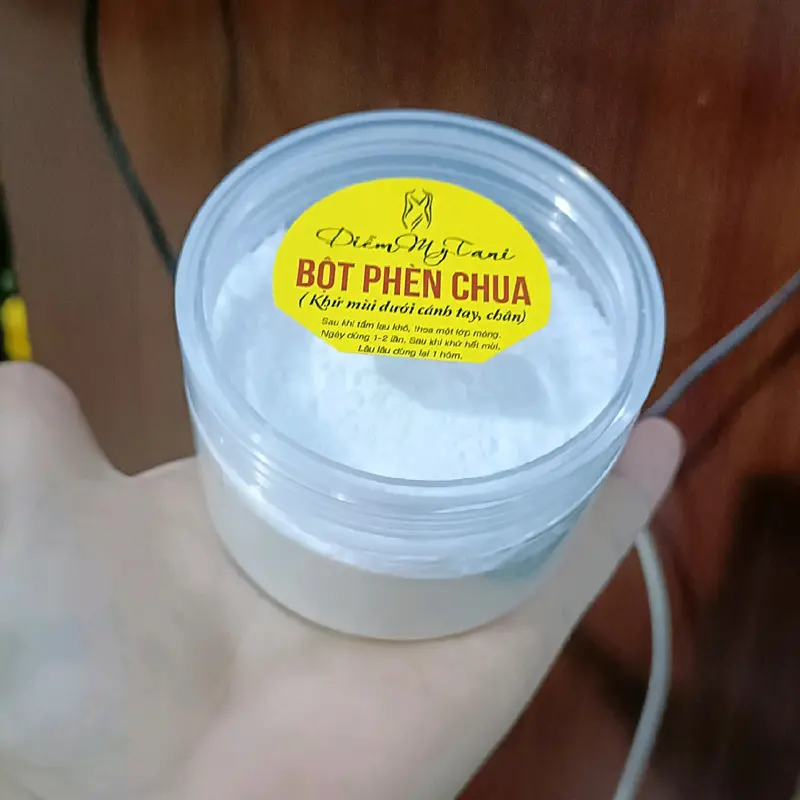 Diễm My Tani
BỘT PHÈN CHUA
( Khử mùi dưới cánh tay, chân)
Sau khi tắm lau khô, thoa một lớp mỏng.
Ngày dùng 1-2 lần. Sau khi khử hết mùi.
Lâu lâu dùng lại 1 hôm.